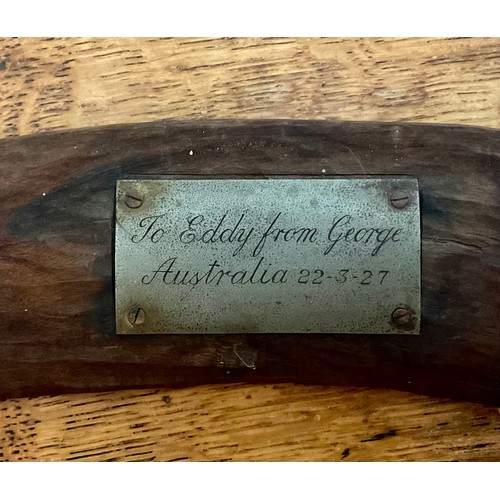 To Eddy from George
Australia 22-3-27